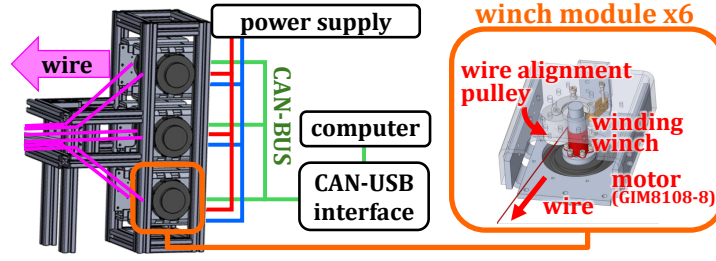 power supply
wire
CAN-BUS
computer
CAN-USB
interface
winch module x6
wire alignment
pulley
winding
winch
motor
(GIM8108-8)
wire